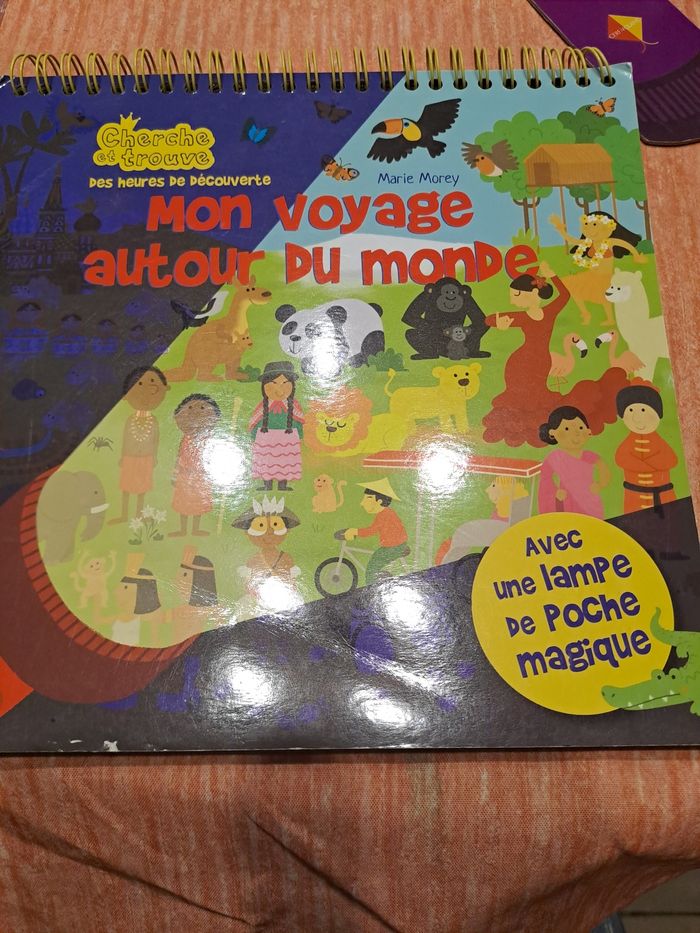 Cherche
et trouve
Des heures de découverte
Marie Morey
Mon voyage
autour du monde
Avec
une lampe
de poche
magique